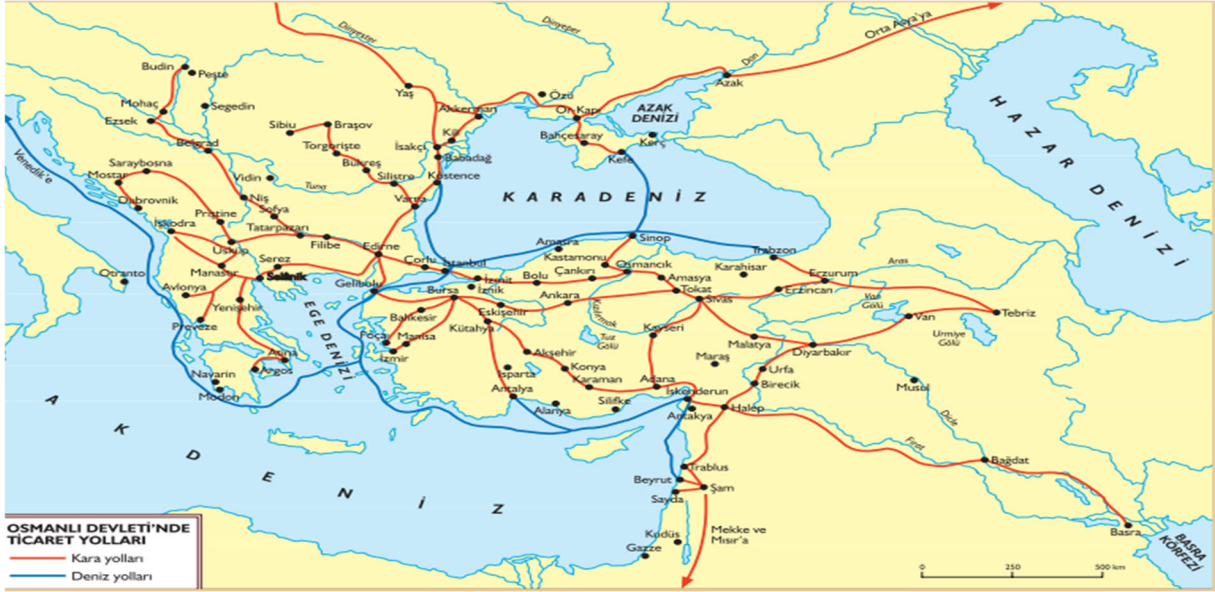 Dinyester
Dinyeper
Don
Orta Asya'ya
Budin
Peşte
Azak
Yaş
Özü
Mohaç
Segedin
Akkerman
Or Kapı
AZAK
DENİZİ
Ezsek
Sibiu
Braşov
Kili
Bahçesaray
Kerç
Belgrad
Torgorişte
İsakçı
Babadağ
Kefe
HAZAR DENİZİ
Venedik'e
Saraybosna
Bükreş
Mostar
Vidin
Tuna
Silistre
Köstence
Dubrovnik
Niş
Varna
KARADENİZ
Priştine
Sofya
İskodra
Tatarpazarı
Filibe
Edirne
Sinop
Üsküp
Amasra
Trabzon
Otranto
Manastır
Serez
Selanik
Çorlu
İstanbul
Kastamonu
Çankırı
Osmancık
Karahisar
Erzurum
Aras
Avlonya
Gelibolu
İzmit
İznik
Bolu
Amasya
Tokat
Sivas
Erzincan
Yenişehir
Bursa
Ankara
Eskişehir
Kızılırmak
Van
Gölü
Van
Tebriz
Preveze
EGE DENİZİ
Balıkesir
Kütahya
Tuz
Gölü
Kayseri
Malatya
Diyarbakır
Urmiye
Gölü
Foça
Manisa
İzmir
Akşehir
Maraş
Atina
Argos
Isparta
Konya
Karaman
Adana
Urfa
Birecik
Musul
Navarin
Modon
Antalya
Alanya
Silifke
İskenderun
Antakya
Halep
Dicle
Fırat
AKDENİZ
Bağdat
Trablus
Beyrut
Şam
Sayda
OSMANLI DEVLETİ'NDE
TİCARET YOLLARI
Kara yolları
Deniz yolları
Kudüs
Gazze
Mekke ve
Mısır'a
Basra
BASRA
KÖRFEZİ
0 250 500 km